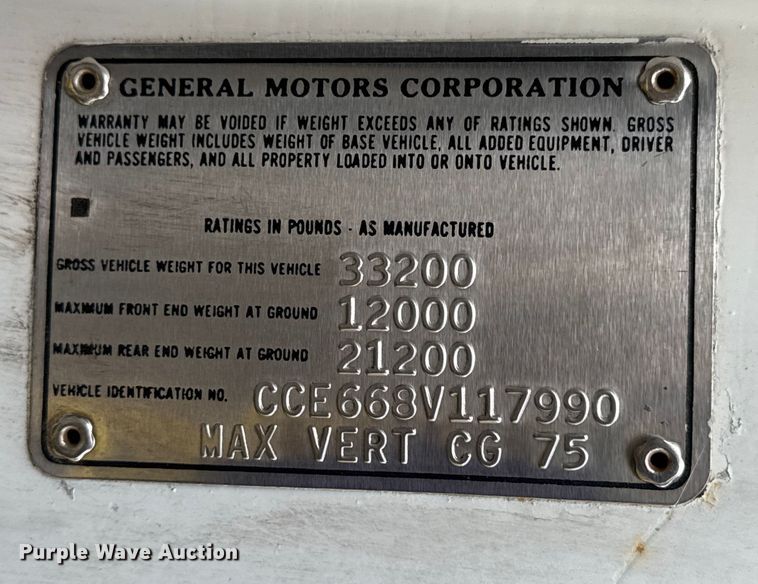 GENERAL MOTORS CORPORATION
WARRANTY MAY BE VOIDED IF WEIGHT EXCEEDS ANY OF RATINGS SHOWN. GROSS
VEHICLE WEIGHT INCLUDES WEIGHT OF BASE VEHICLE, ALL ADDED EQUIPMENT, DRIVER
AND PASSENGERS, AND ALL PROPERTY LOADED INTO OR ONTO VEHICLE.
RATINGS IN POUNDS - AS MANUFACTURED
GROSS VEHICLE WEIGHT FOR THIS VEHICLE 33200
MAXIMUM FRONT END WEIGHT AT GROUND 12000
MAXIMUM REAR END WEIGHT AT GROUND 21200
VEHICLE IDENTIFICATION NO. CCE668V117990
MAX VERT CG 75
Purple Wave Auction